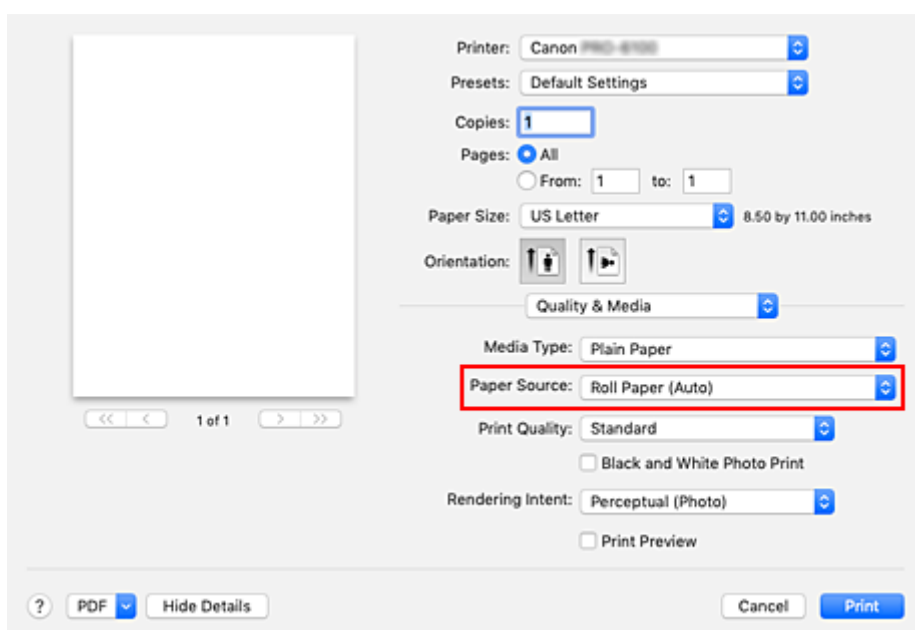 Printer: Canon
Presets: Default Settings
Copies: 1
Pages: All
From: 1 to: 1
Paper Size: US Letter 8.50 by 11.00 inches
Orientation:
Quality & Media
Media Type: Plain Paper
Paper Source: Roll Paper (Auto)
<< < 1 of 1 > >>
Print Quality: Standard
Black and White Photo Print
Rendering Intent: Perceptual (Photo)
Print Preview
? PDF Hide Details Cancel Print